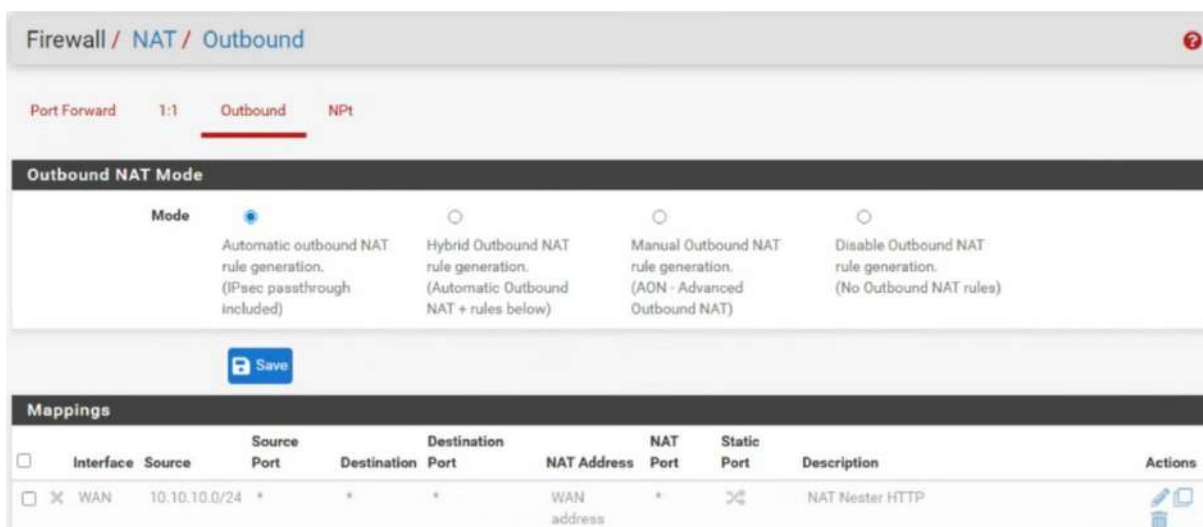 Firewall / NAT / Outbound
Port Forward 1:1 Outbound NPt
Outbound NAT Mode
Mode
Automatic outbound NAT
rule generation.
(IPsec passthrough
included)
Hybrid Outbound NAT
rule generation.
(Automatic Outbound
NAT + rules below)
Manual Outbound NAT
rule generation.
(AON - Advanced
Outbound NAT)
Disable Outbound NAT
rule generation.
(No Outbound NAT rules)
Save
Mappings
Interface Source Source Port Destination Destination Port NAT Address NAT Port Static Port Description Actions
WAN 10.10.10.0/24 * * * WAN address * NAT Nester HTTP